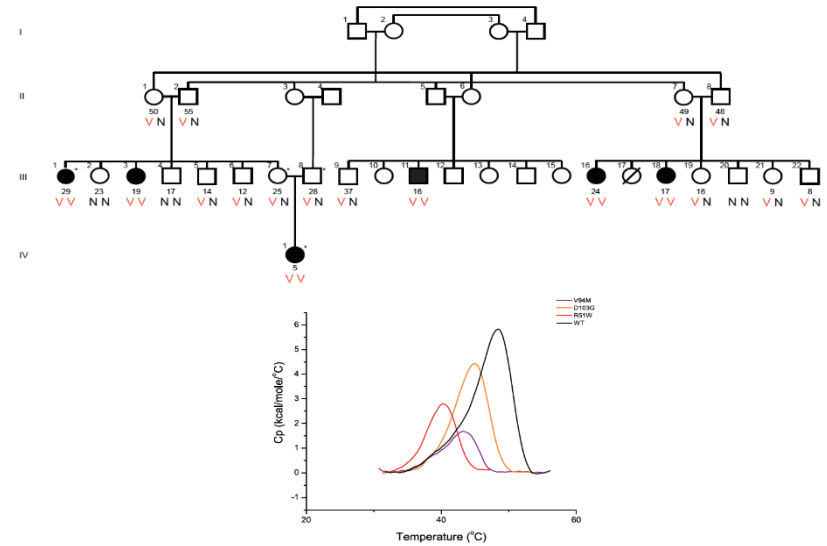 I
1 2 3 4
II
1 2 3 4 5 6 7 8
50 55 49 48
V N V N V N V N
III
1 * 2 3 4 5 6 7 * 8 * 9 10 11 12 13 14 15 16 17 18 19 20 21 22
29 23 19 17 14 12 25 28 37 16 24 17 16 9 8
V V N N V V N N V N V N V N V N V N V V V V V V V N N N V N V N
IV
1 *
5
V V
V94M
D103G
R51W
WT
6
5
4
3
2
1
0
-1
Cp (kcal/mole/°C)
20 40 60
Temperature (°C)